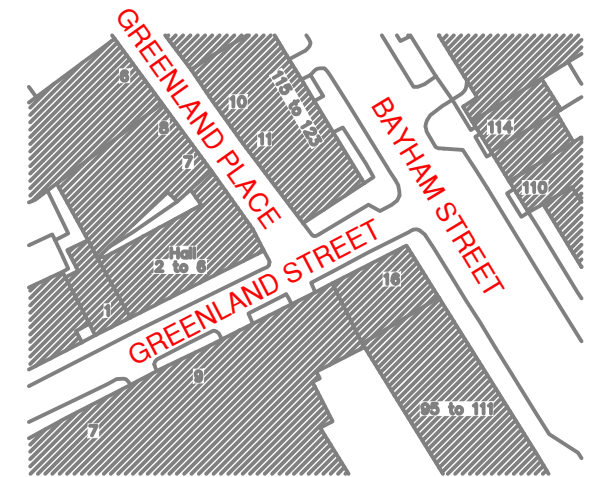 GREENLAND PLACE
8
6
7
10
11
115 to 123
BAYHAM STREET
114
110
Hall
2 to 6
1
GREENLAND STREET
16
9
7
95 to 111